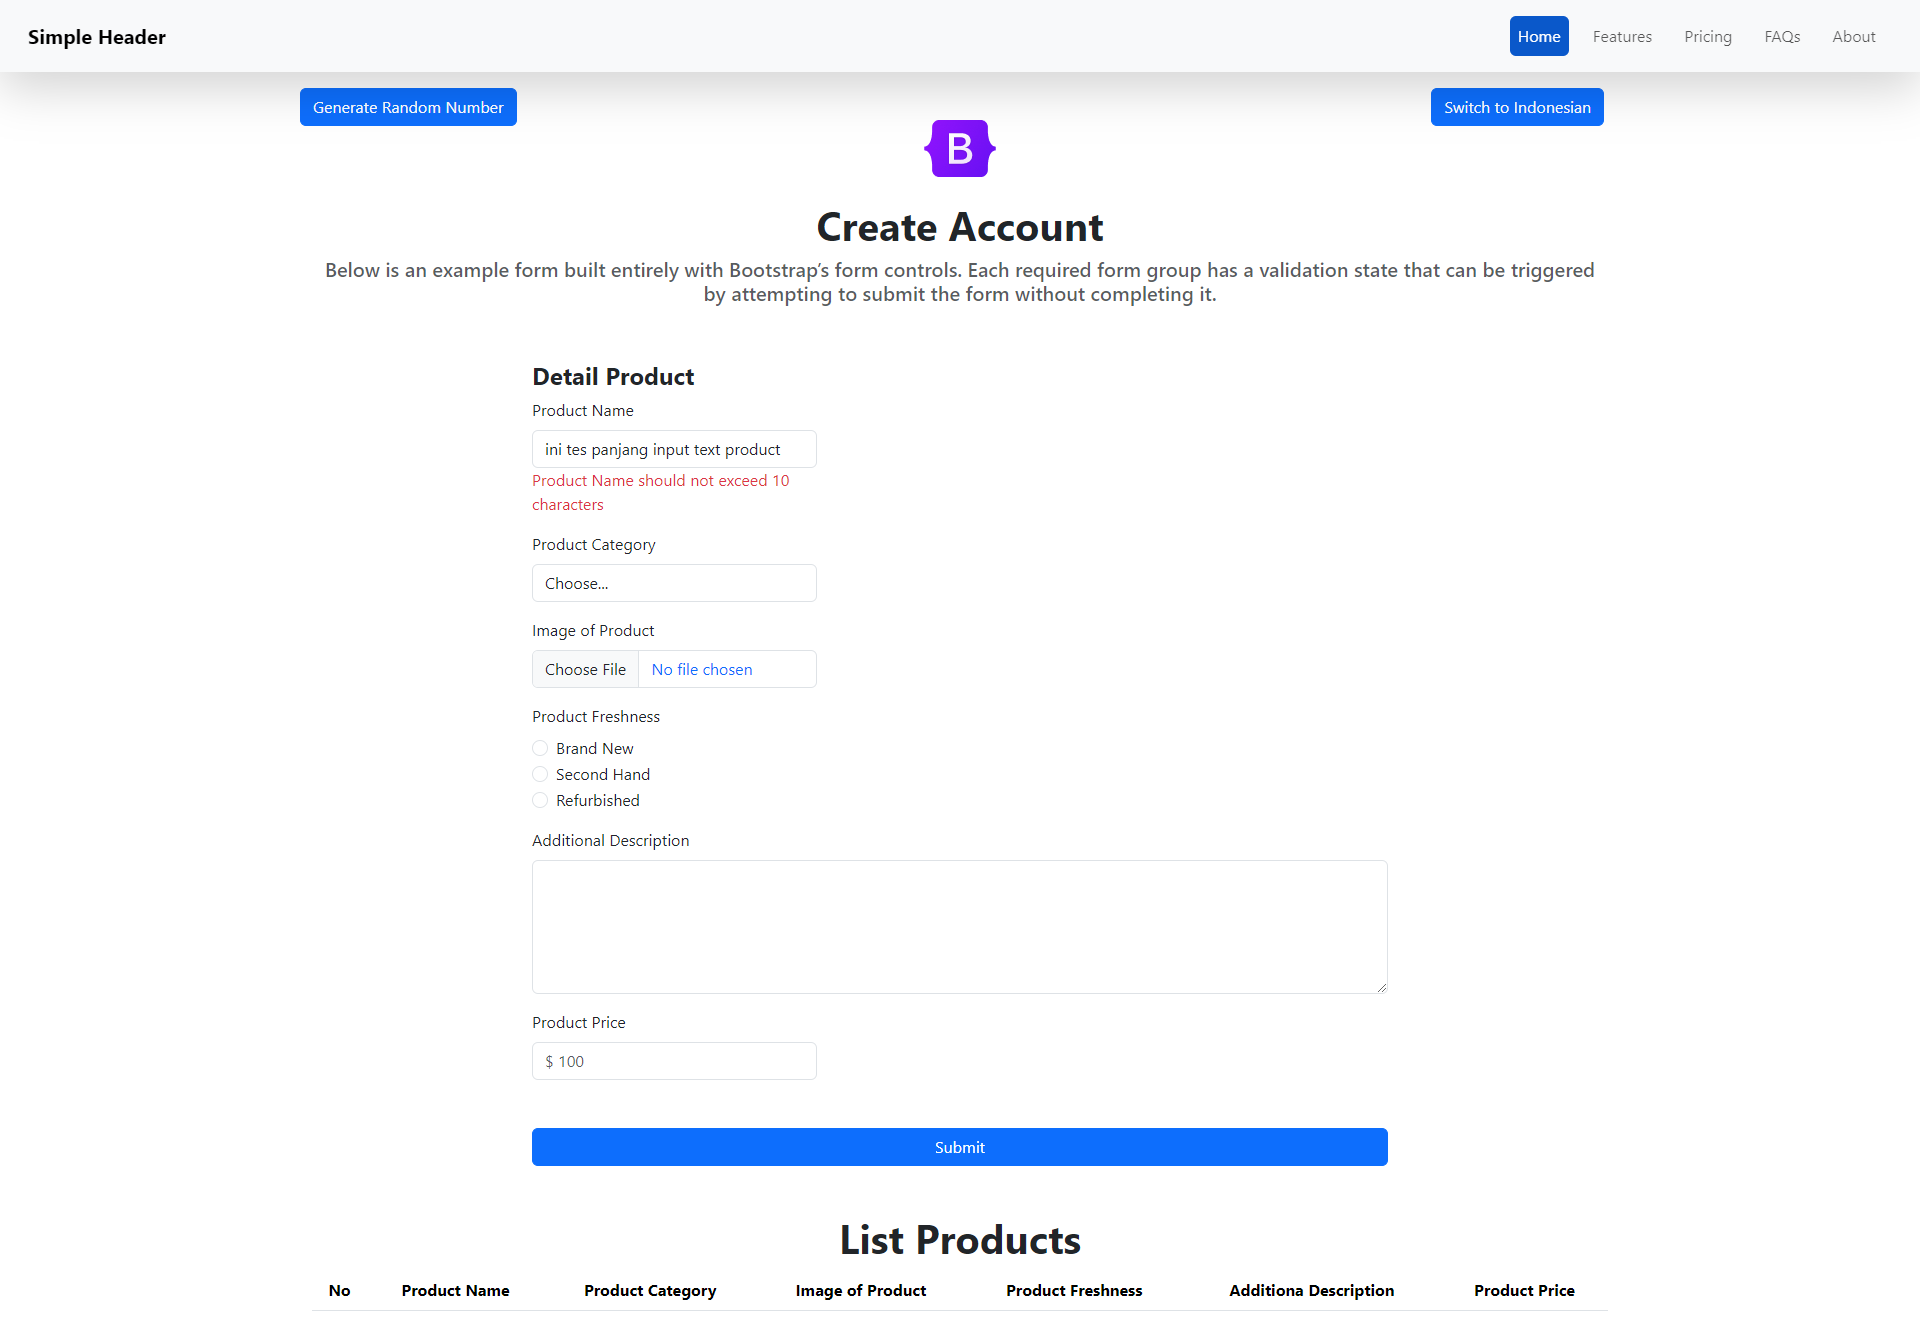 Simple Header
Home
Features
Pricing
FAQs
About
Generate Random Number
Switch to Indonesian
B
Create Account
Below is an example form built entirely with Bootstrap’s form controls. Each required form group has a validation state that can be triggered
by attempting to submit the form without completing it.
Detail Product
Product Name
ini tes panjang input text product
Product Name should not exceed 10
characters
Product Category
Choose...
Image of Product
Choose File No file chosen
Product Freshness
Brand New
Second Hand
Refurbished
Additional Description
Product Price
$ 100
Submit
List Products
No Product Name Product Category Image of Product Product Freshness Additiona Description Product Price